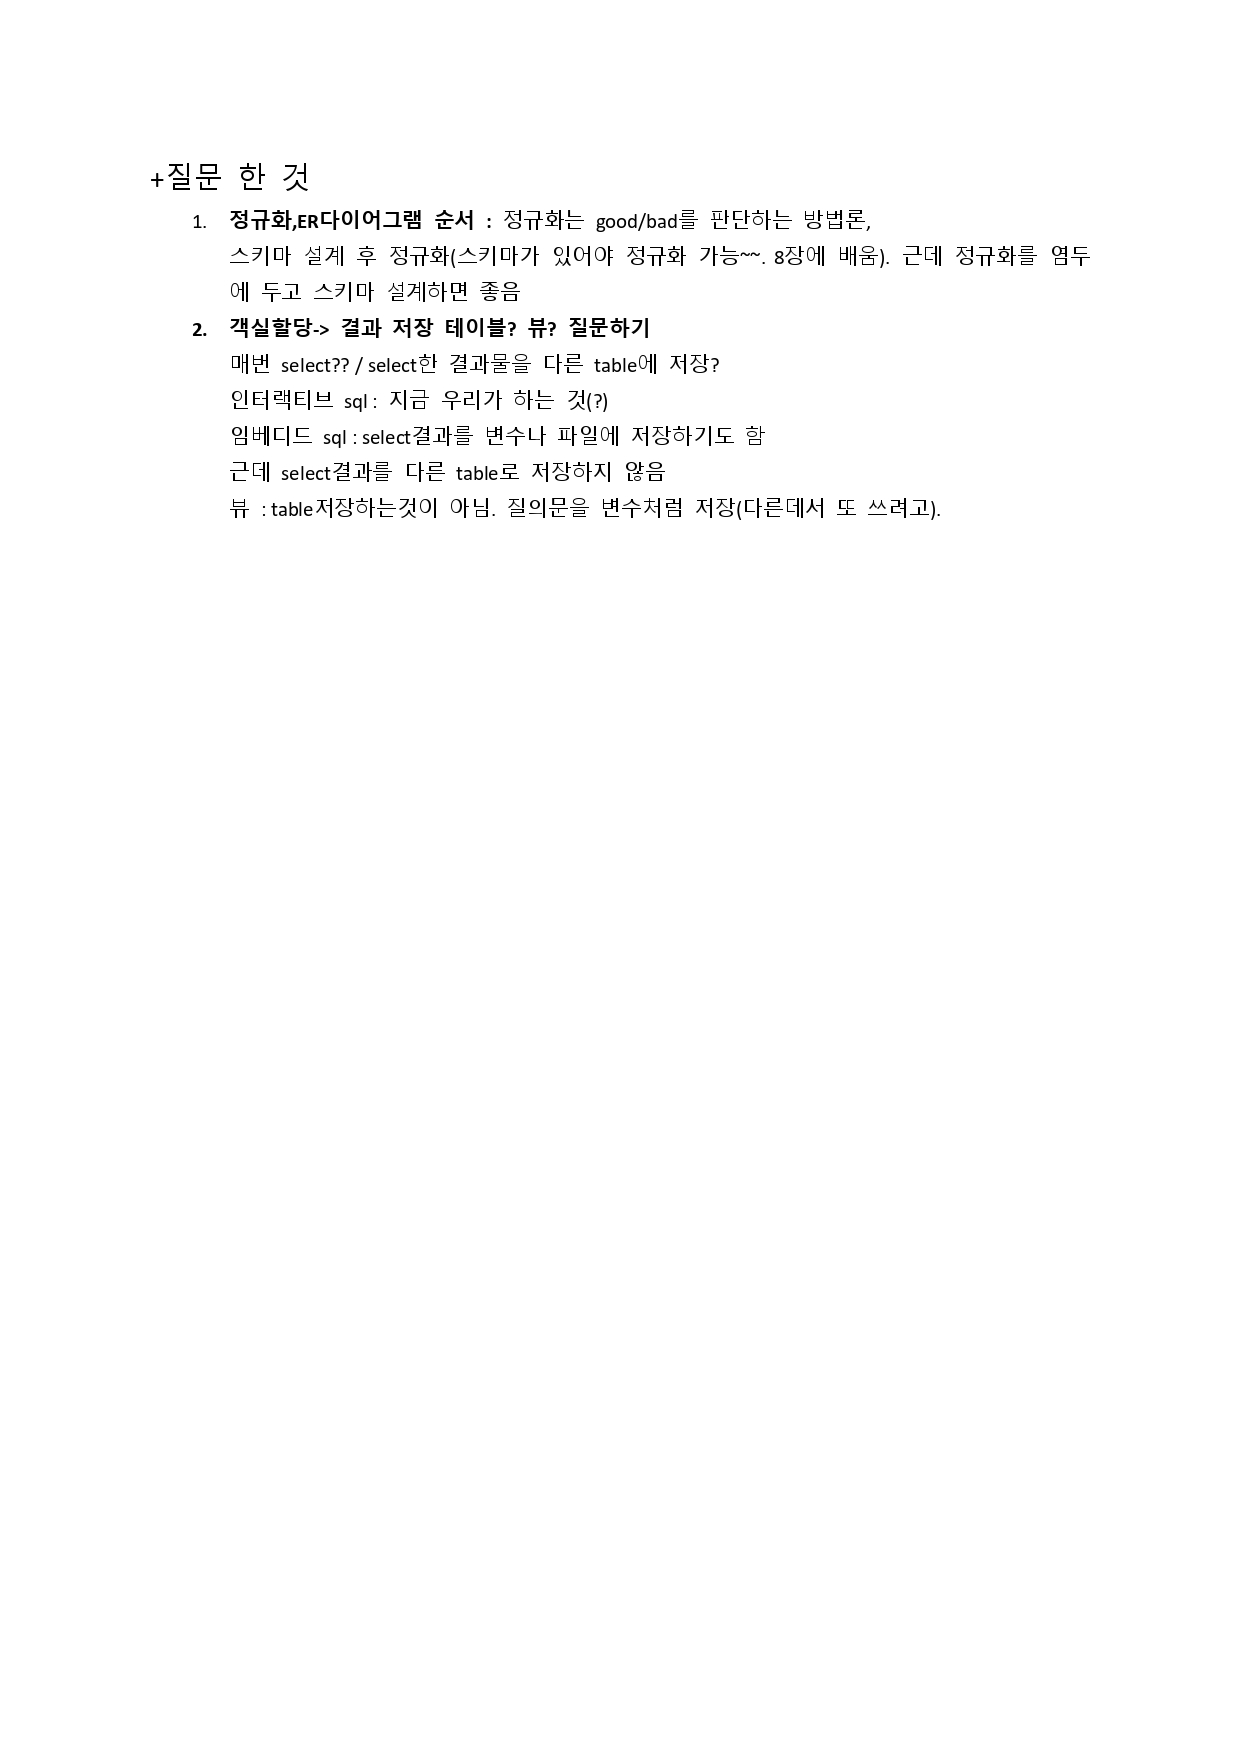 +질문 한 것
1. 정규화,ER다이어그램 순서 : 정규화는 good/bad를 판단하는 방법론,
스키마 설계 후 정규화(스키마가 있어야 정규화 가능~~. 8장에 배움). 근데 정규화를 염두
에 두고 스키마 설계하면 좋음
2. 객실할당-> 결과 저장 테이블? 뷰? 질문하기
매번 select?? / select한 결과물을 다른 table에 저장?
인터랙티브 sql : 지금 우리가 하는 것(?)
임베디드 sql : select결과를 변수나 파일에 저장하기도 함
근데 select결과를 다른 table로 저장하지 않음
뷰 : table저장하는것이 아님. 질의문을 변수처럼 저장(다른데서 또 쓰려고).